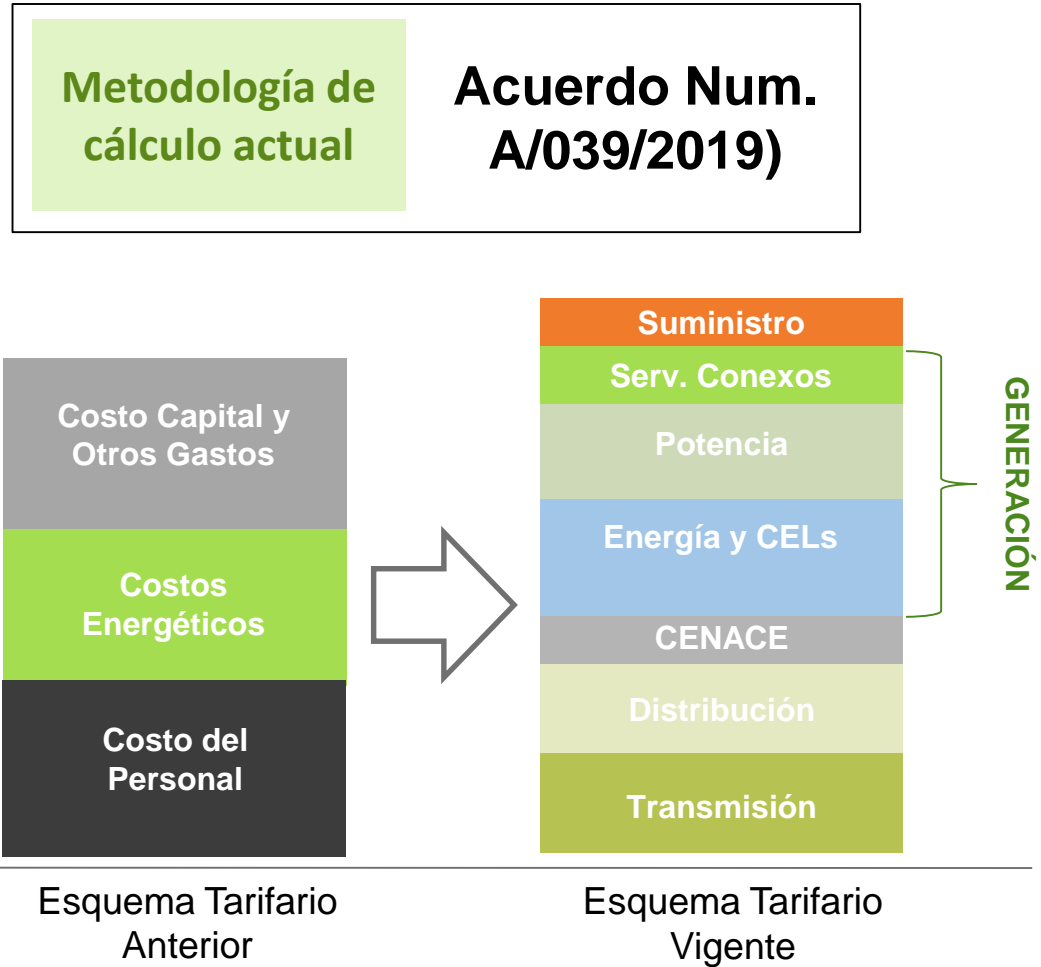 Metodología de
cálculo actual
Acuerdo Num.
A/039/2019)
Costo Capital y
Otros Gastos
Costos
Energéticos
Costo del
Personal
Esquema Tarifario
Anterior
Suministro
Serv. Conexos
Potencia
Energía y CELs
CENACE
Distribución
Transmisión
GENERACIÓN
Esquema Tarifario
Vigente